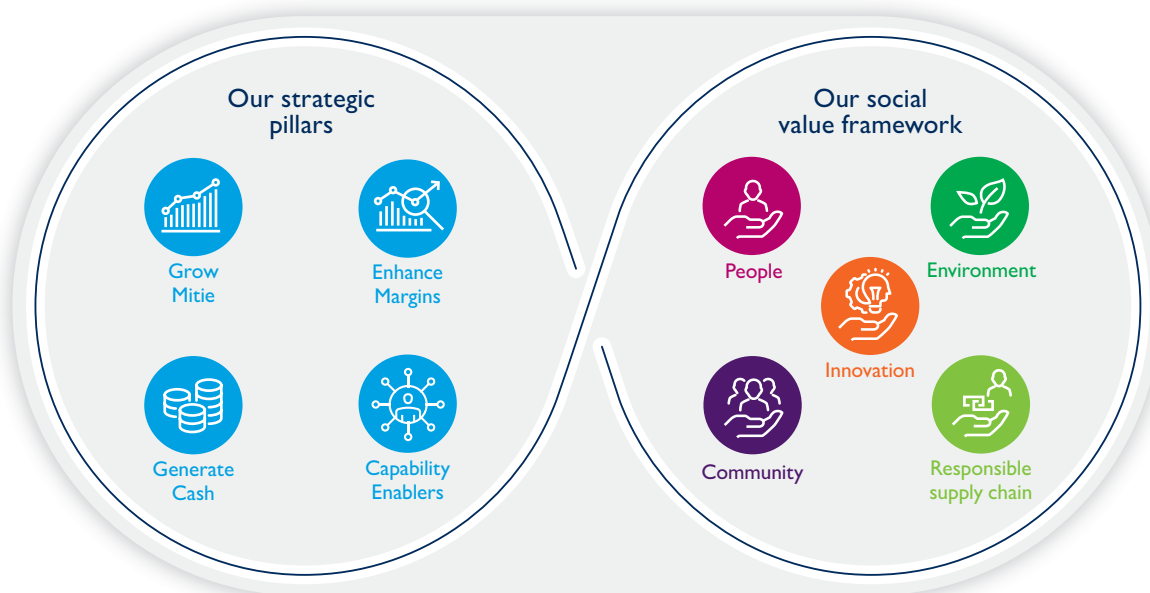 Our strategic
pillars
Grow
Mitie
Enhance
Margins
Generate
Cash
Capability
Enablers
Our social
value framework
People
Environment
Innovation
Community
Responsible
supply chain